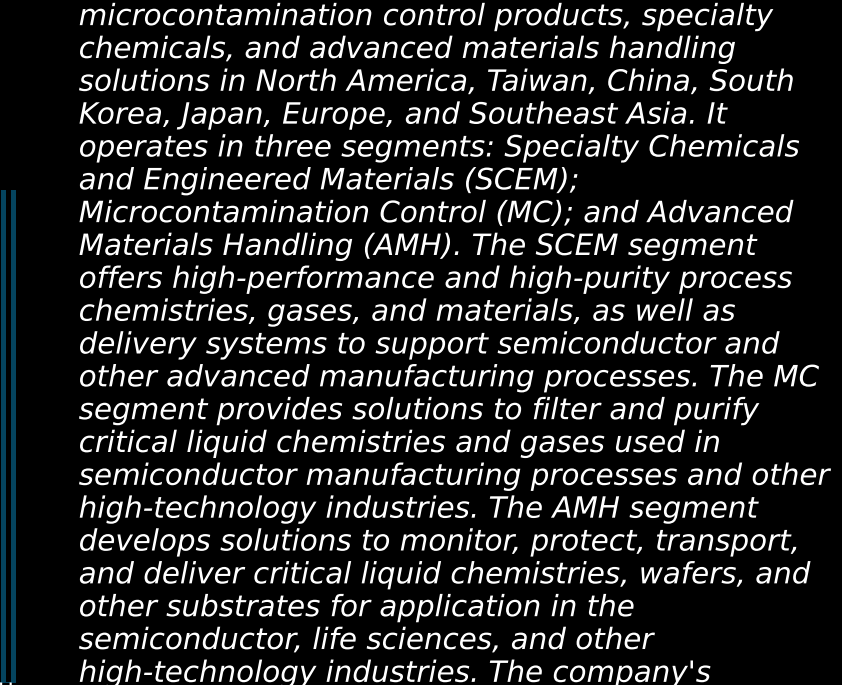 microcontamination control products, specialty
chemicals, and advanced materials handling
solutions in North America, Taiwan, China, South
Korea, Japan, Europe, and Southeast Asia. It
operates in three segments: Specialty Chemicals
and Engineered Materials (SCEM);
Microcontamination Control (MC); and Advanced
Materials Handling (AMH). The SCEM segment
offers high-performance and high-purity process
chemistries, gases, and materials, as well as
delivery systems to support semiconductor and
other advanced manufacturing processes. The MC
segment provides solutions to filter and purify
critical liquid chemistries and gases used in
semiconductor manufacturing processes and other
high-technology industries. The AMH segment
develops solutions to monitor, protect, transport,
and deliver critical liquid chemistries, wafers, and
other substrates for application in the
semiconductor, life sciences, and other
high-technology industries. The company's